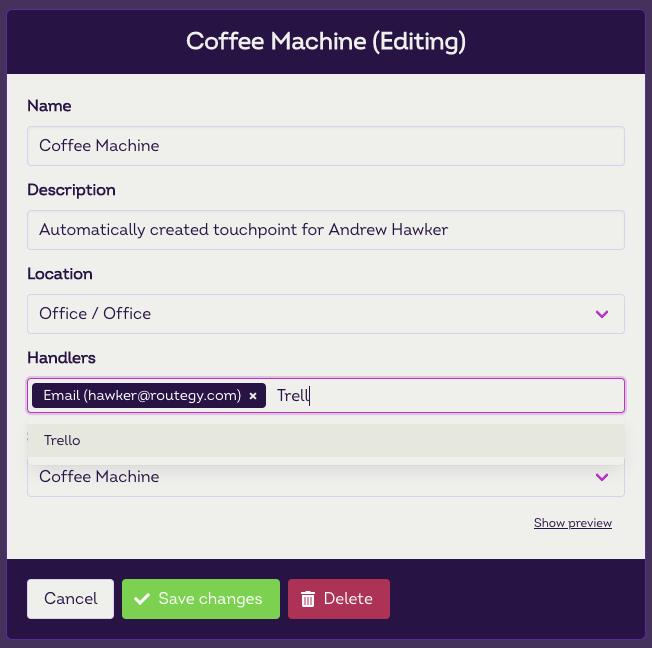 Coffee Machine (Editing)
Name
Coffee Machine
Description
Automatically created touchpoint for Andrew Hawker
Location
Office / Office
Handlers
Email (hawker@routegy.com) × Trell
Trello
Coffee Machine
Show preview
Cancel Save changes Delete